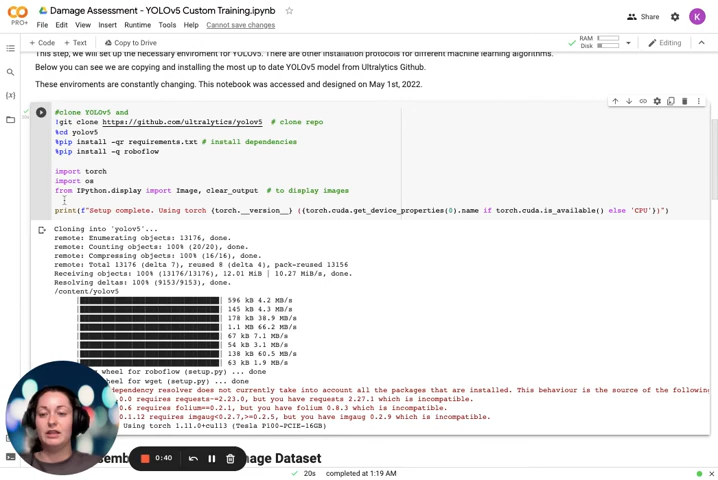 Damage Assessment - YOLOv5 Custom Training.ipynb
PRO+
File Edit View Insert Runtime Tools Help Cannot save changes
Share
K
+ Code + Text Copy to Drive
RAM
Disk
Editing
This step, we will set up the necessary enviroment for YOLOv5. There are other installation protocols for different machine learning algorithms.
Below you can see we are copying and installing the most up to date YOLOv5 model from Ultralytics Github.
These enviroments are constantly changing. This notebook was accessed and designed on May 1st, 2022.
{x}
#clone YOLOv5 and
!git clone https://github.com/ultralytics/yolov5 # clone repo
%cd yolov5
%pip install -qr requirements.txt # install dependencies
%pip install -q roboflow
import torch
import os
from IPython.display import Image, clear_output # to display images
print(f"Setup complete. Using torch {torch.__version__} ({torch.cuda.get_device_properties(0).name if torch.cuda.is_available() else 'CPU'})")
Cloning into 'yolov5'...
remote: Enumerating objects: 13176, done.
remote: Counting objects: 100% (20/20), done.
remote: Compressing objects: 100% (16/16), done.
remote: Total 13176 (delta 7), reused 8 (delta 4), pack-reused 13156
Receiving objects: 100% (13176/13176), 12.01 MiB | 10.27 MiB/s, done.
Resolving deltas: 100% (9153/9153), done.
/content/yolov5
596 kB 4.2 MB/s
145 kB 4.3 MB/s
178 kB 38.9 MB/s
1.1 MB 66.2 MB/s
67 kB 7.1 MB/s
54 kB 3.1 MB/s
138 kB 60.5 MB/s
63 kB 1.9 MB/s
wheel for roboflow (setup.py) ... done
wheel for wget (setup.py) ... done
dependency resolver does not currently take into account all the packages that are installed. This behaviour is the source of the following
.0.0 requires requests~=2.23.0, but you have requests 2.27.1 which is incompatible.
0.6 requires folium==0.2.1, but you have folium 0.8.3 which is incompatible.
0.1.12 requires imgaug<0.2.7,>=0.2.5, but you have imgaug 0.2.9 which is incompatible.
Using torch 1.11.0+cu113 (Tesla P100-PCIE-16GB)
age Dataset
0:40
20s completed at 1:19 AM